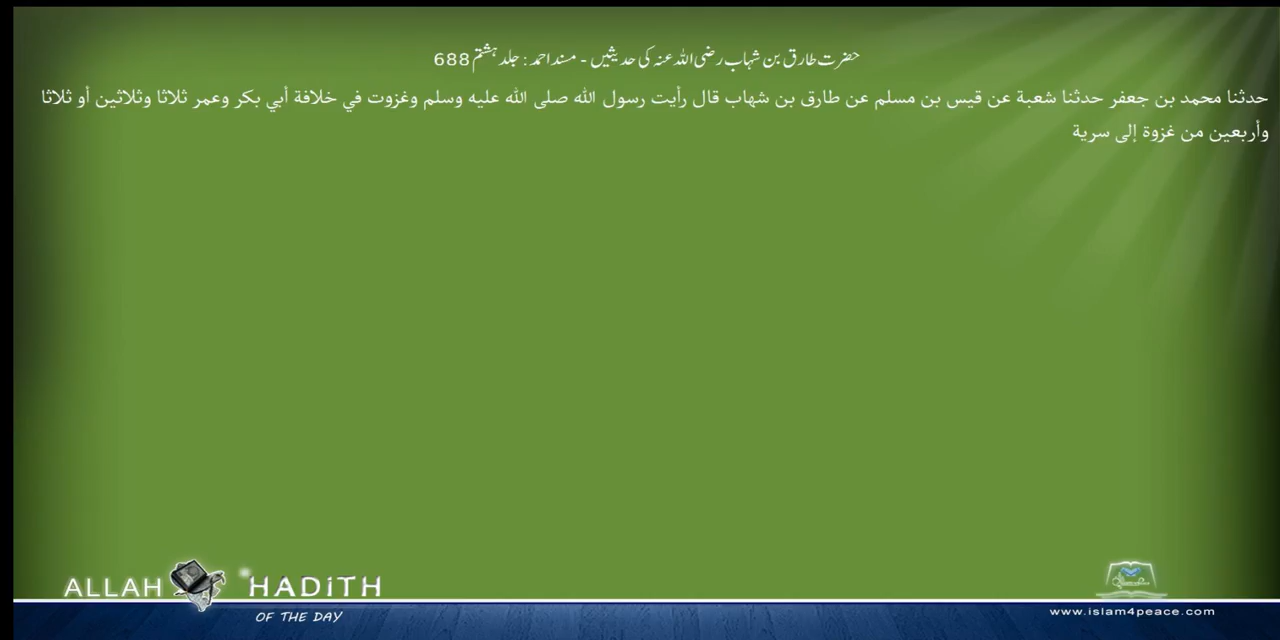 حضرت طارق بن شہاب رضی اللہ عنہ کی حدیثیں - مسند احمد : جلد ہشتم 688
حدثنا محمد بن جعفر حدثنا شعبة عن قيس بن مسلم عن طارق بن شهاب قال رأيت رسول الله صلى الله عليه وسلم وغزوت في خلافة أبي بكر وعمر ثلاثا وثلاثين أو ثلاثا
وأربعين من غزوة إلى سرية
ALLAH HADITH
OF THE DAY
www.islam4peace.com